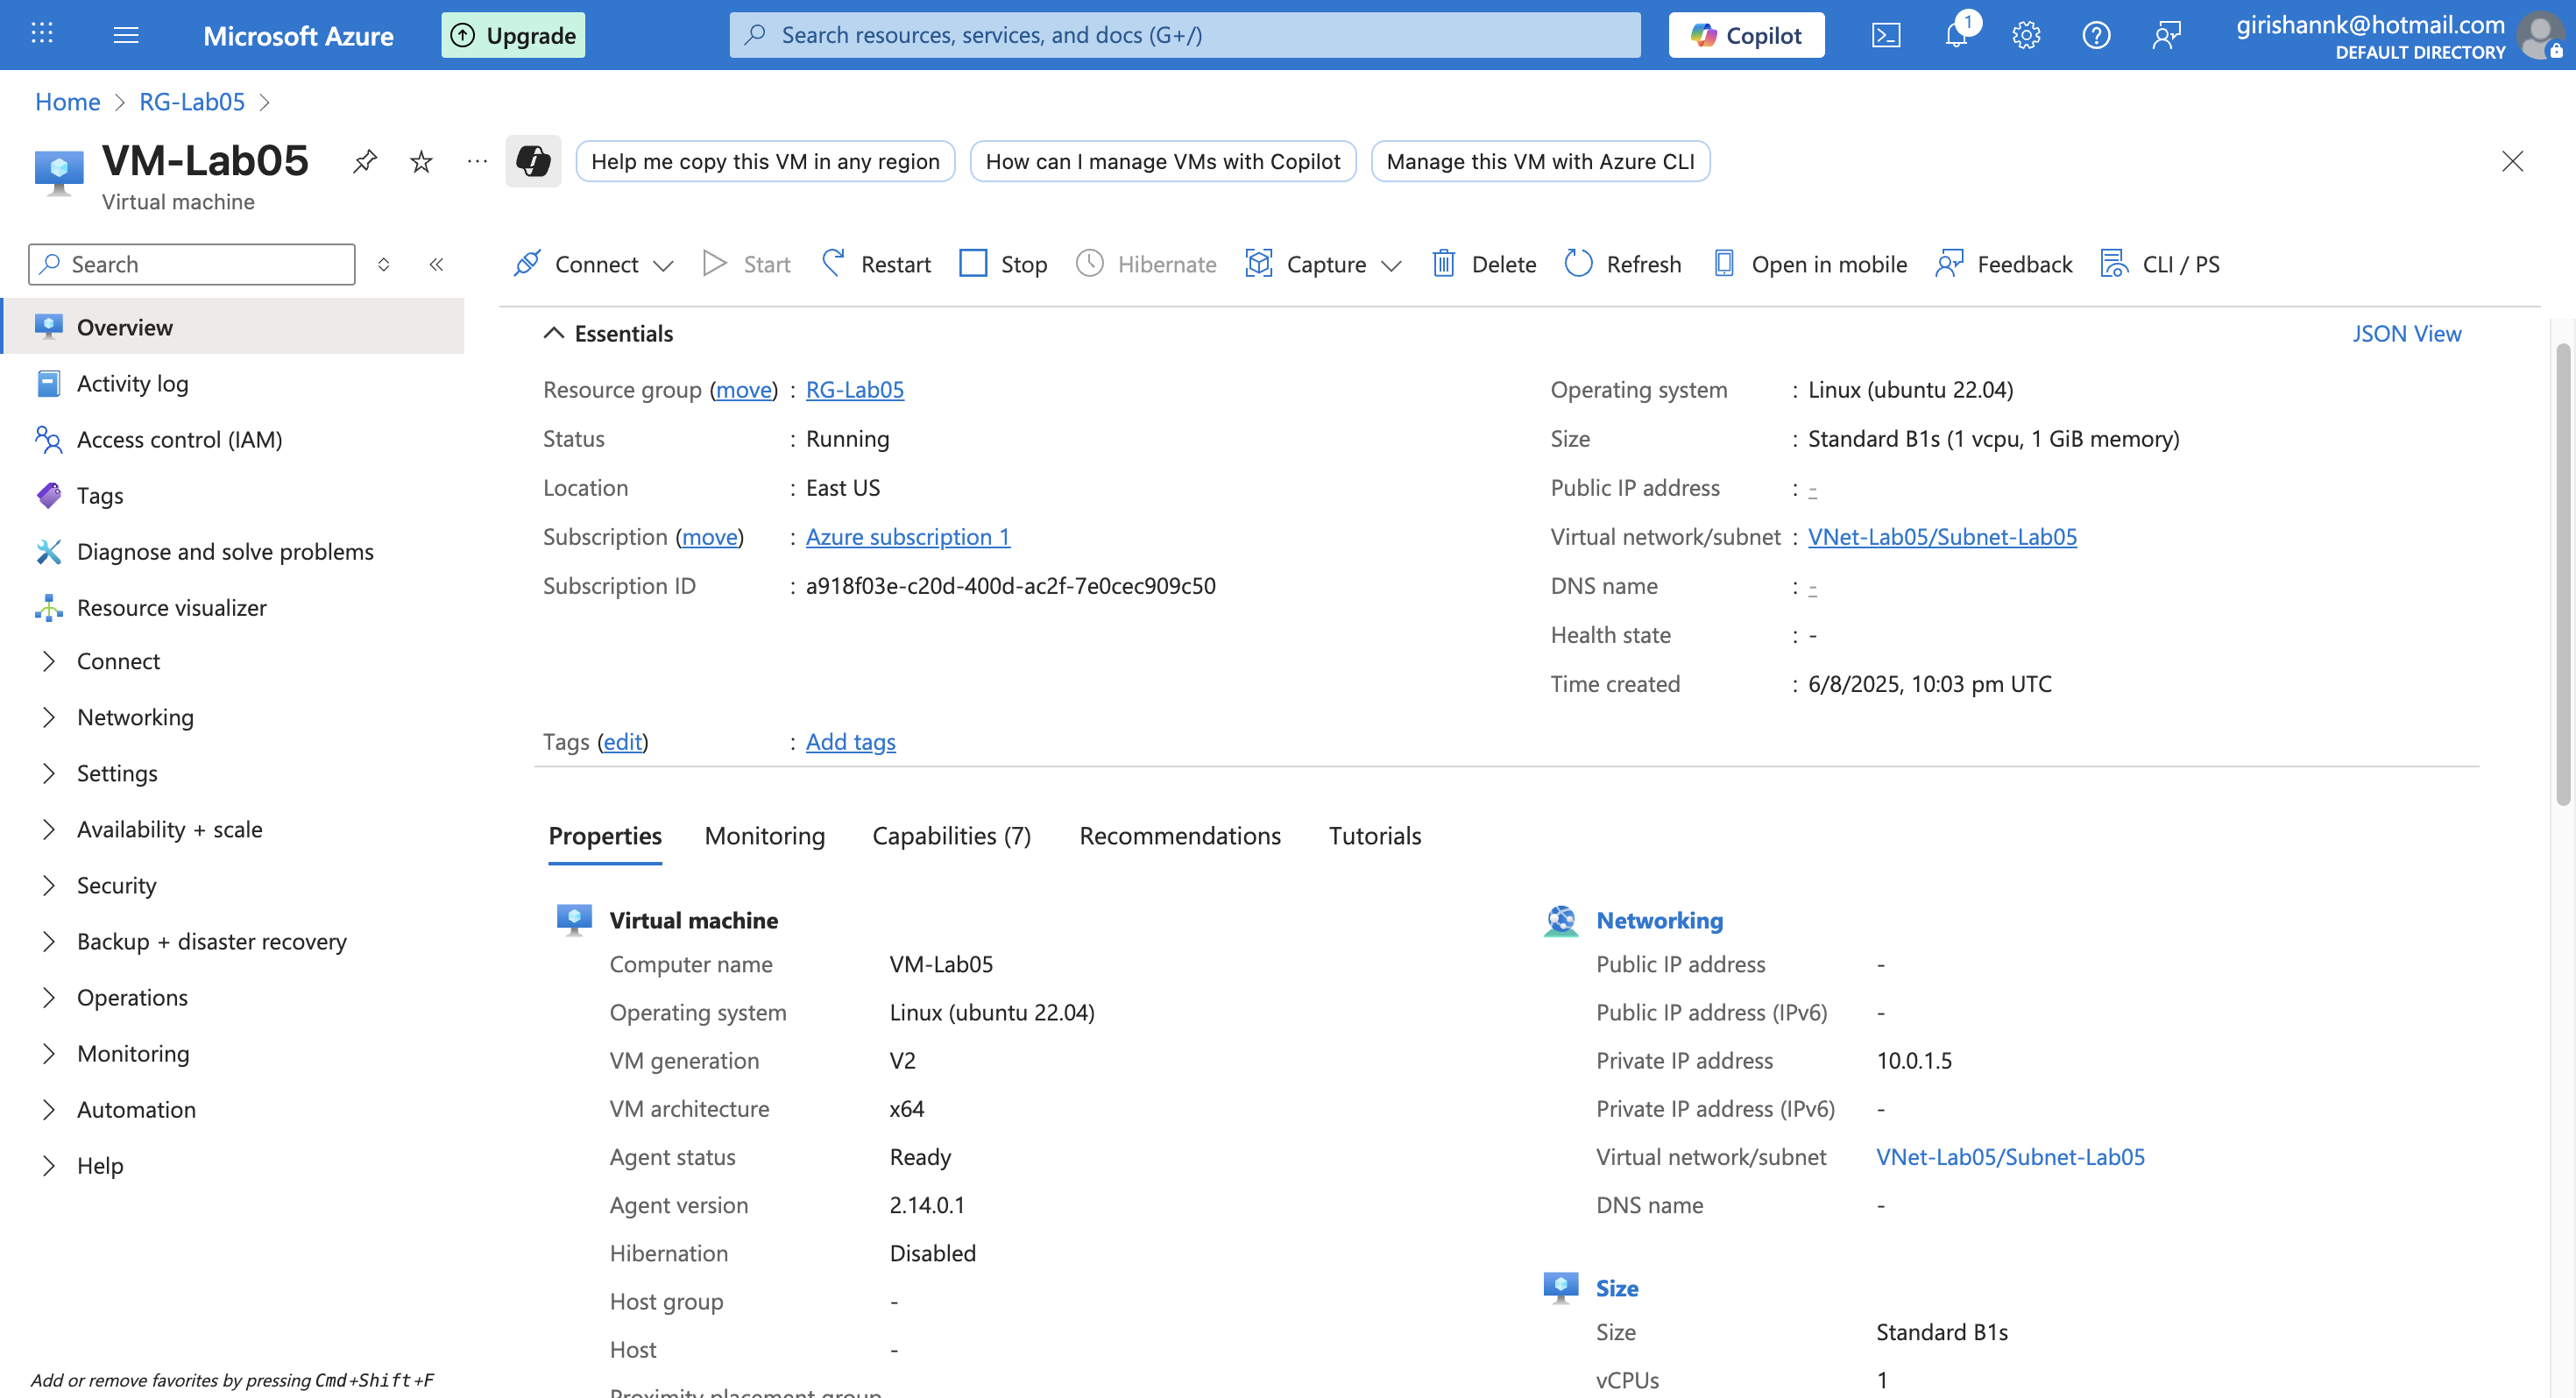 Microsoft Azure
Upgrade
Search resources, services, and docs (G+/)
Copilot
1
girishannk@hotmail.com
DEFAULT DIRECTORY
Home > RG-Lab05 >
VM-Lab05
Virtual machine
Help me copy this VM in any region
How can I manage VMs with Copilot
Manage this VM with Azure CLI
Search
Connect
Start
Restart
Stop
Hibernate
Capture
Delete
Refresh
Open in mobile
Feedback
CLI / PS
Overview
Activity log
Access control (IAM)
Tags
Diagnose and solve problems
Resource visualizer
Connect
Networking
Settings
Availability + scale
Security
Backup + disaster recovery
Operations
Monitoring
Automation
Help
Add or remove favorites by pressing Cmd+Shift+F
Essentials
JSON View
Resource group (move) : RG-Lab05
Status : Running
Location : East US
Subscription (move) : Azure subscription 1
Subscription ID : a918f03e-c20d-400d-ac2f-7e0cec909c50
Operating system : Linux (ubuntu 22.04)
Size : Standard B1s (1 vcpu, 1 GiB memory)
Public IP address : -
Virtual network/subnet : VNet-Lab05/Subnet-Lab05
DNS name : -
Health state : -
Time created : 6/8/2025, 10:03 pm UTC
Tags (edit) : Add tags
Properties
Monitoring
Capabilities (7)
Recommendations
Tutorials
Virtual machine
Computer name VM-Lab05
Operating system Linux (ubuntu 22.04)
VM generation V2
VM architecture x64
Agent status Ready
Agent version 2.14.0.1
Hibernation Disabled
Host group -
Host -
Proximity placement group
Networking
Public IP address -
Public IP address (IPv6) -
Private IP address 10.0.1.5
Private IP address (IPv6) -
Virtual network/subnet VNet-Lab05/Subnet-Lab05
DNS name -
Size
Size Standard B1s
vCPUs 1